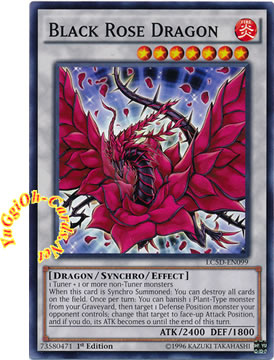 BLACK ROSE DRAGON
FIRE
炎
YuGgiOh-Cards.Net
LC5D-EN099
[DRAGON / SYNCHRO / EFFECT]
1 Tuner + 1 or more non-Tuner monsters
When this card is Synchro Summoned: You can destroy all cards
on the field. Once per turn: You can banish 1 Plant-Type monster
from your Graveyard, then target 1 Defense Position monster your
opponent controls; change that target to face-up Attack Position,
and if you do, its ATK becomes 0 until the end of this turn.
ATK/2400 DEF/1800
73580471 1st Edition ©1996 KAZUKI TAKAHASHI